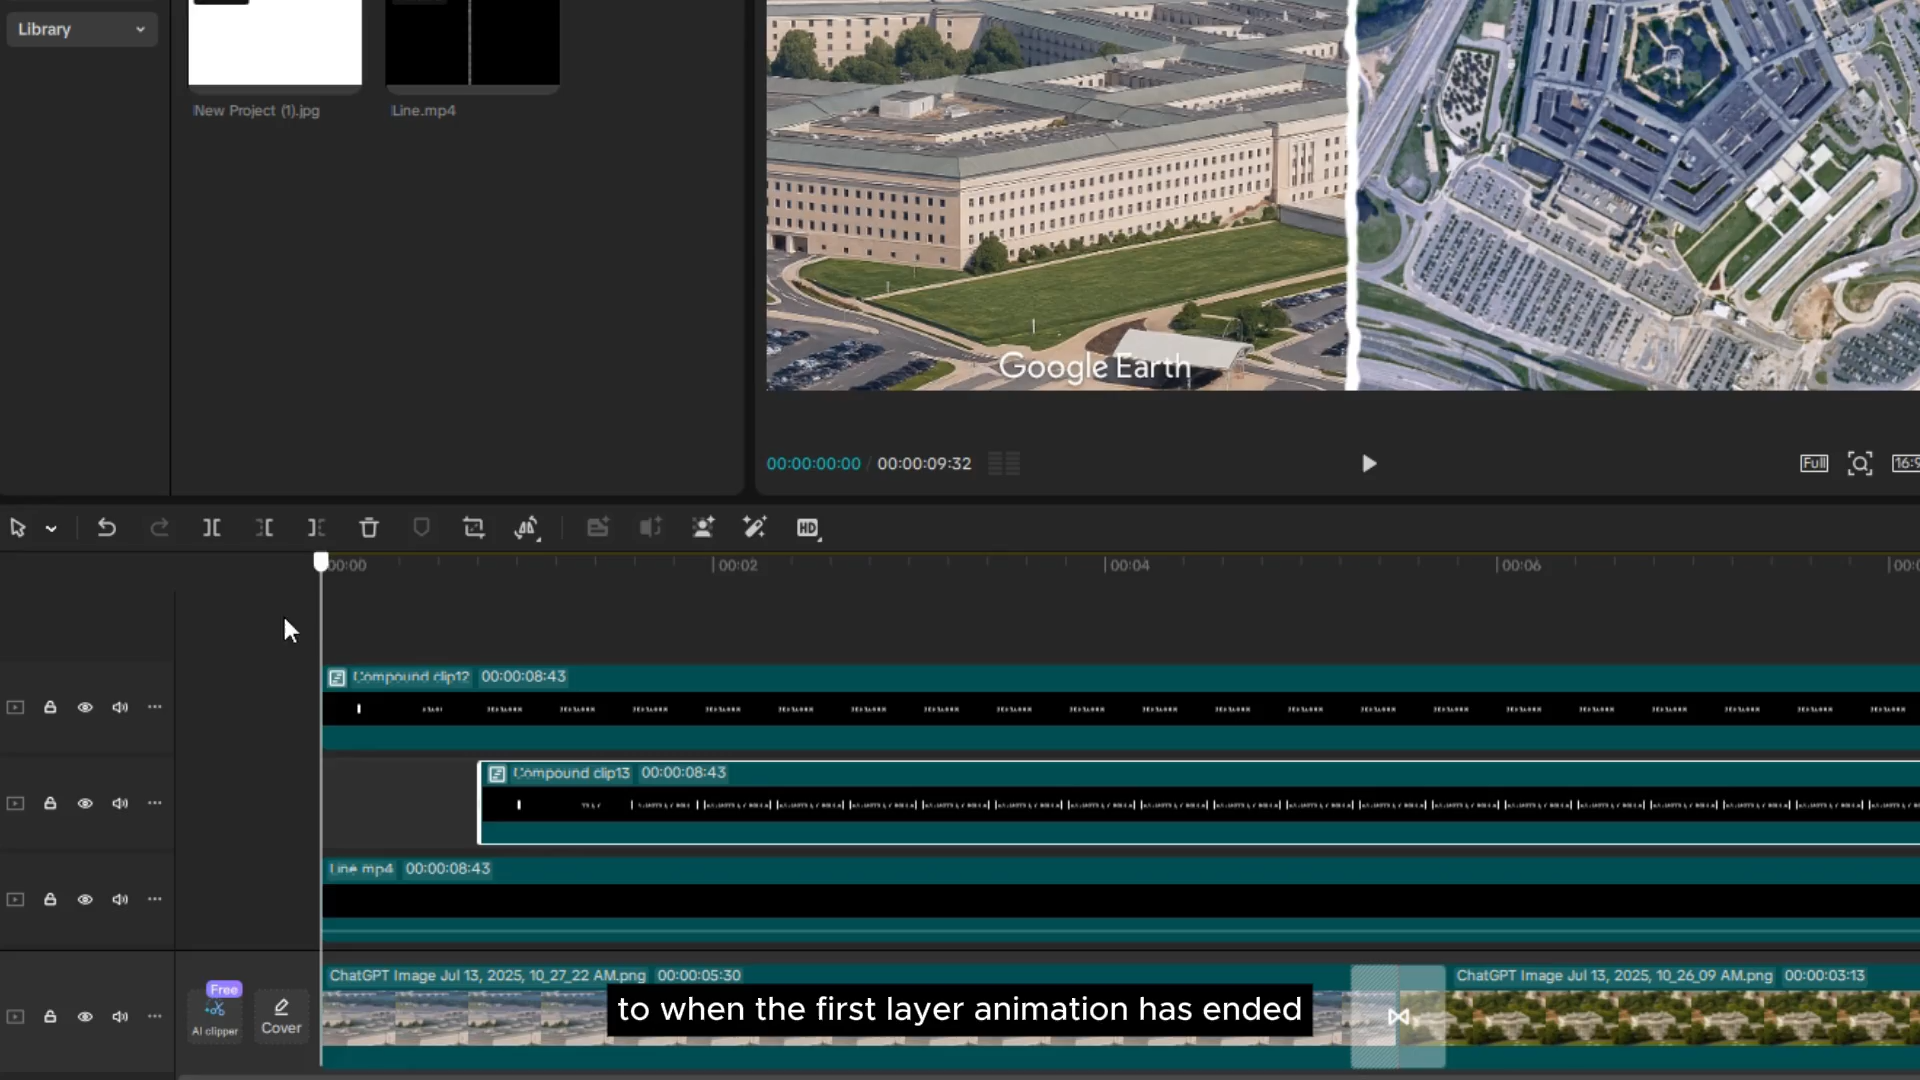 Library
New Project (1).jpg
Line.mp4
Google Earth
00:00:00:00 / 00:00:09:32
Full
16:9
HD
00:00
00:02
00:04
00:06
Compound clip12 00:00:08:43
Compound clip13 00:00:08:43
Line.mp4 00:00:08:43
ChatGPT Image Jul 13, 2025, 10_27_22 AM.png 00:00:05:30
ChatGPT Image Jul 13, 2025, 10_26_09 AM.png 00:00:03:13
Free
AI clipper
Cover
to when the first layer animation has ended